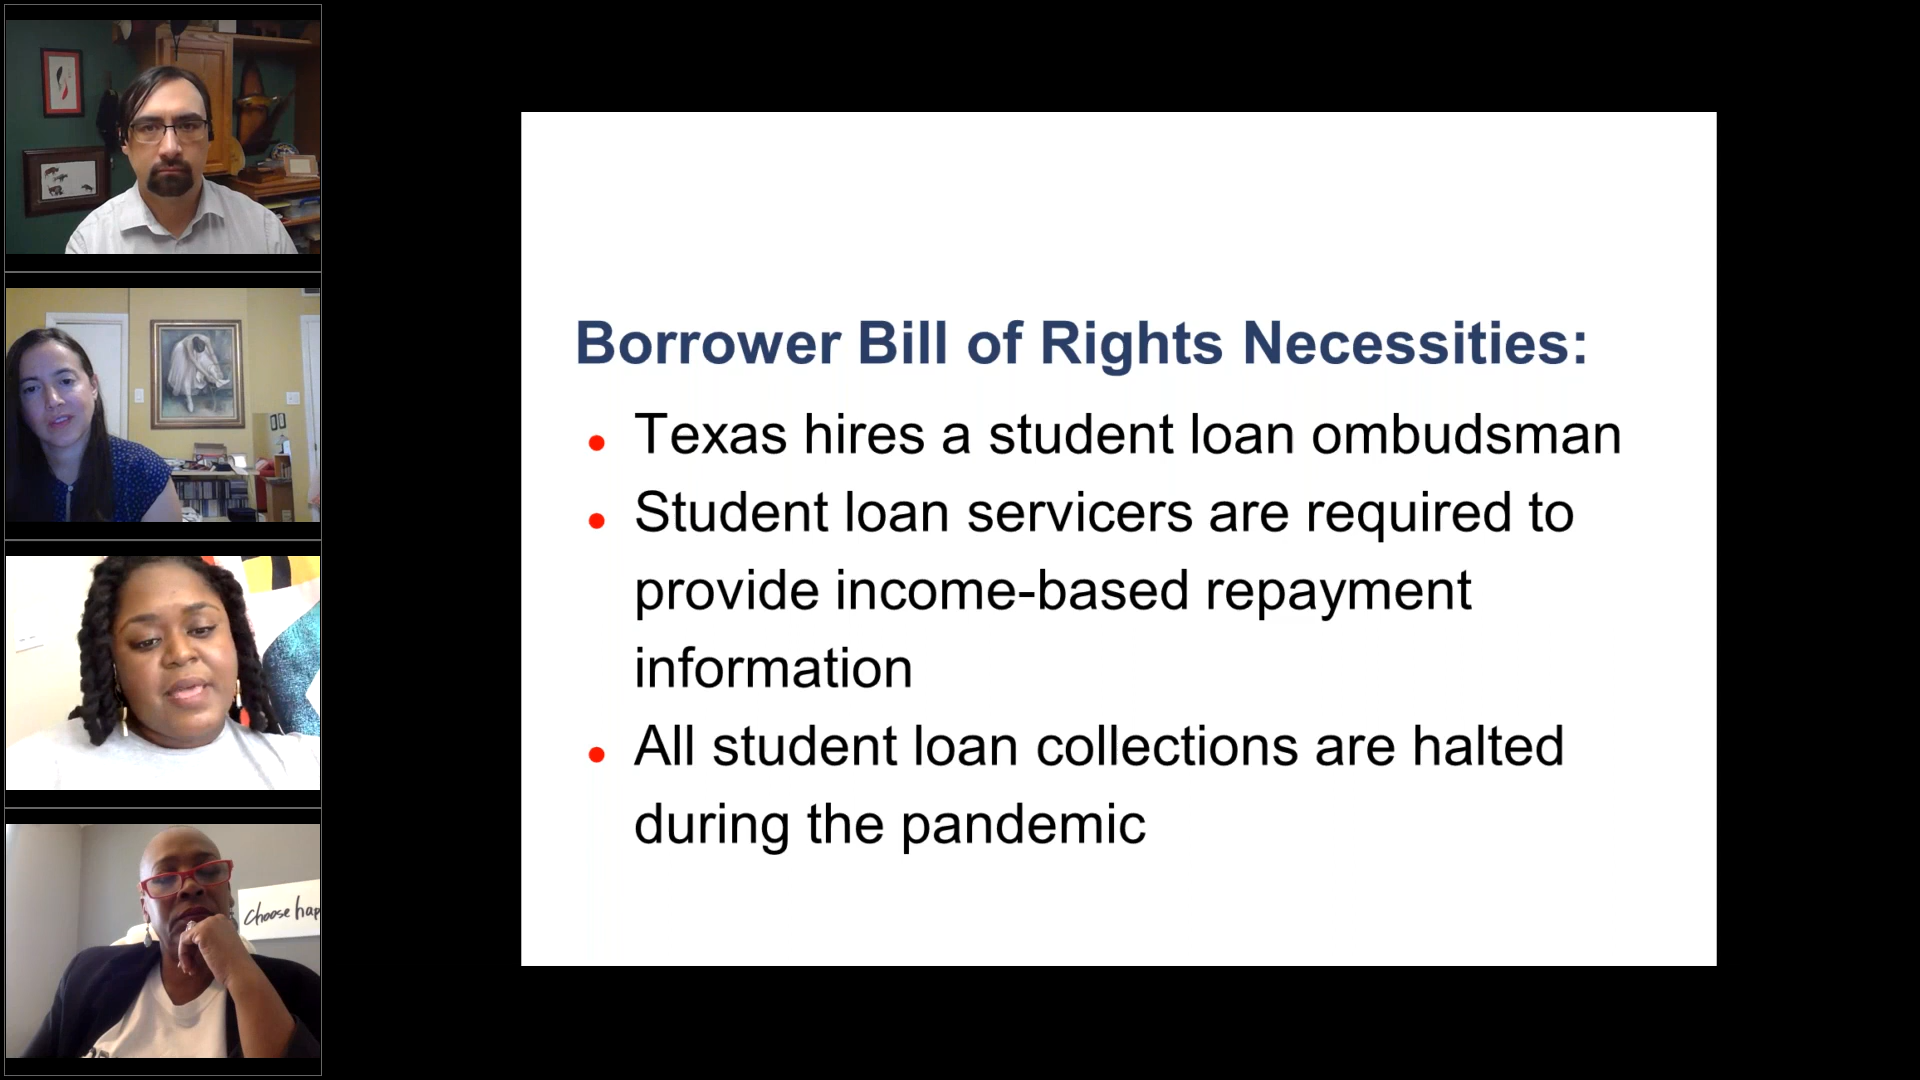 Borrower Bill of Rights Necessities:
• Texas hires a student loan ombudsman
• Student loan servicers are required to
provide income-based repayment
information
• All student loan collections are halted
during the pandemic
choose hap